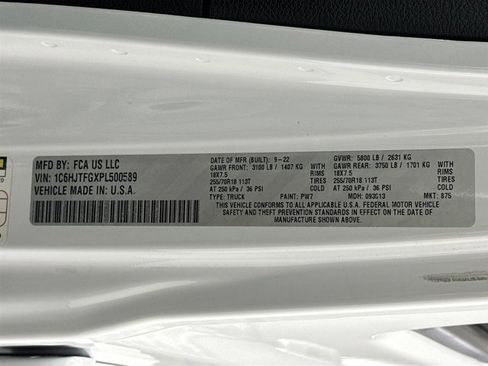 MFD BY: FCA US LLC
VIN: 1C6HJTFGXPL500589
VEHICLE MADE IN: U.S.A.
DATE OF MFR (BUILT): 9-22 GVWR: 5800 LB / 2631 KG
GAWR FRONT: 3100 LB / 1407 KG WITH GAWR REAR: 3750 LB / 1701 KG WITH
18X7.5 RIMS 18X7.5 RIMS
255/70R18 113T TIRES 255/70R18 113T TIRES
AT 250 kPa / 36 PSI AT 250 kPa / 36 PSI
TYPE: TRUCK PAINT: PW7 MDH: 093013 MKT: 875
THIS VEHICLE CONFORMS TO ALL APPLICABLE U.S.A. FEDERAL MOTOR VEHICLE
SAFETY AND THEFT PREVENTION STANDARDS IN EFFECT ON THE DATE OF
MANUFACTURE SHOWN ABOVE.